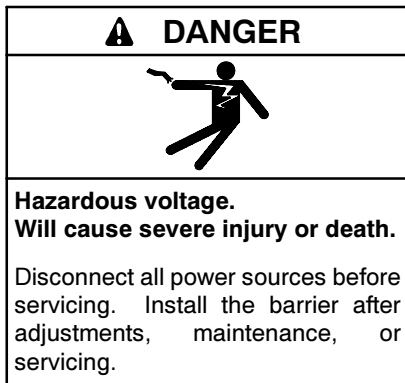 DANGER
Hazardous voltage.
Will cause severe injury or death.
Disconnect all power sources before
servicing. Install the barrier after
adjustments, maintenance, or
servicing.